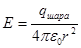 E = q_шара / 4πε₀r²